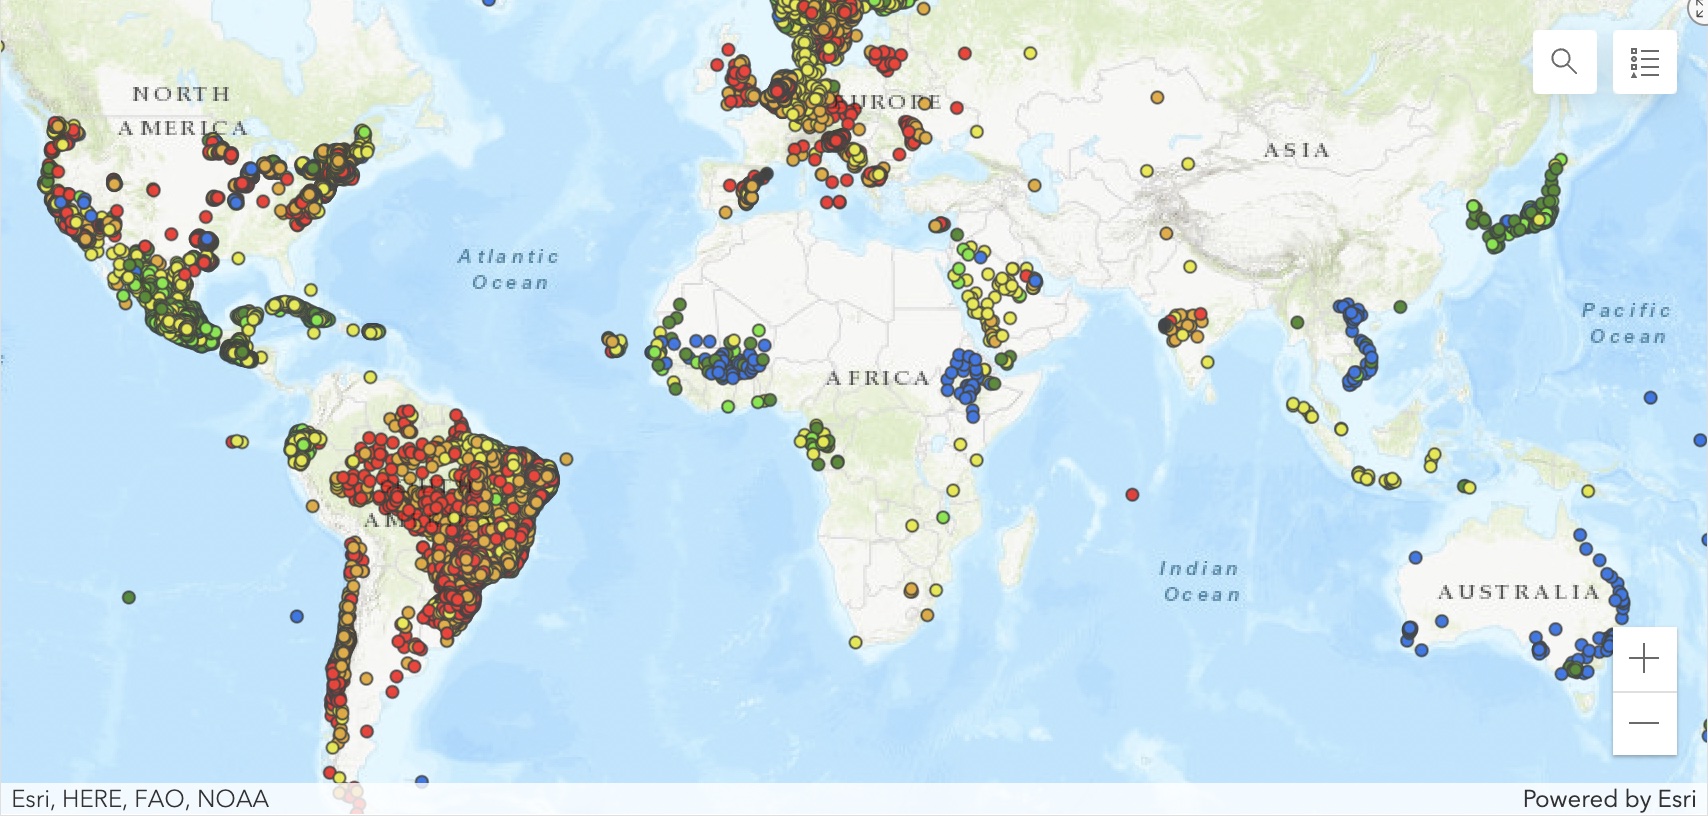 NORTH
AMERICA
EUROPE
ASIA
Atlantic
Ocean
Pacific
Ocean
AFRICA
Indian
Ocean
AUSTRALIA
Esri, HERE, FAO, NOAA
Powered by Esri